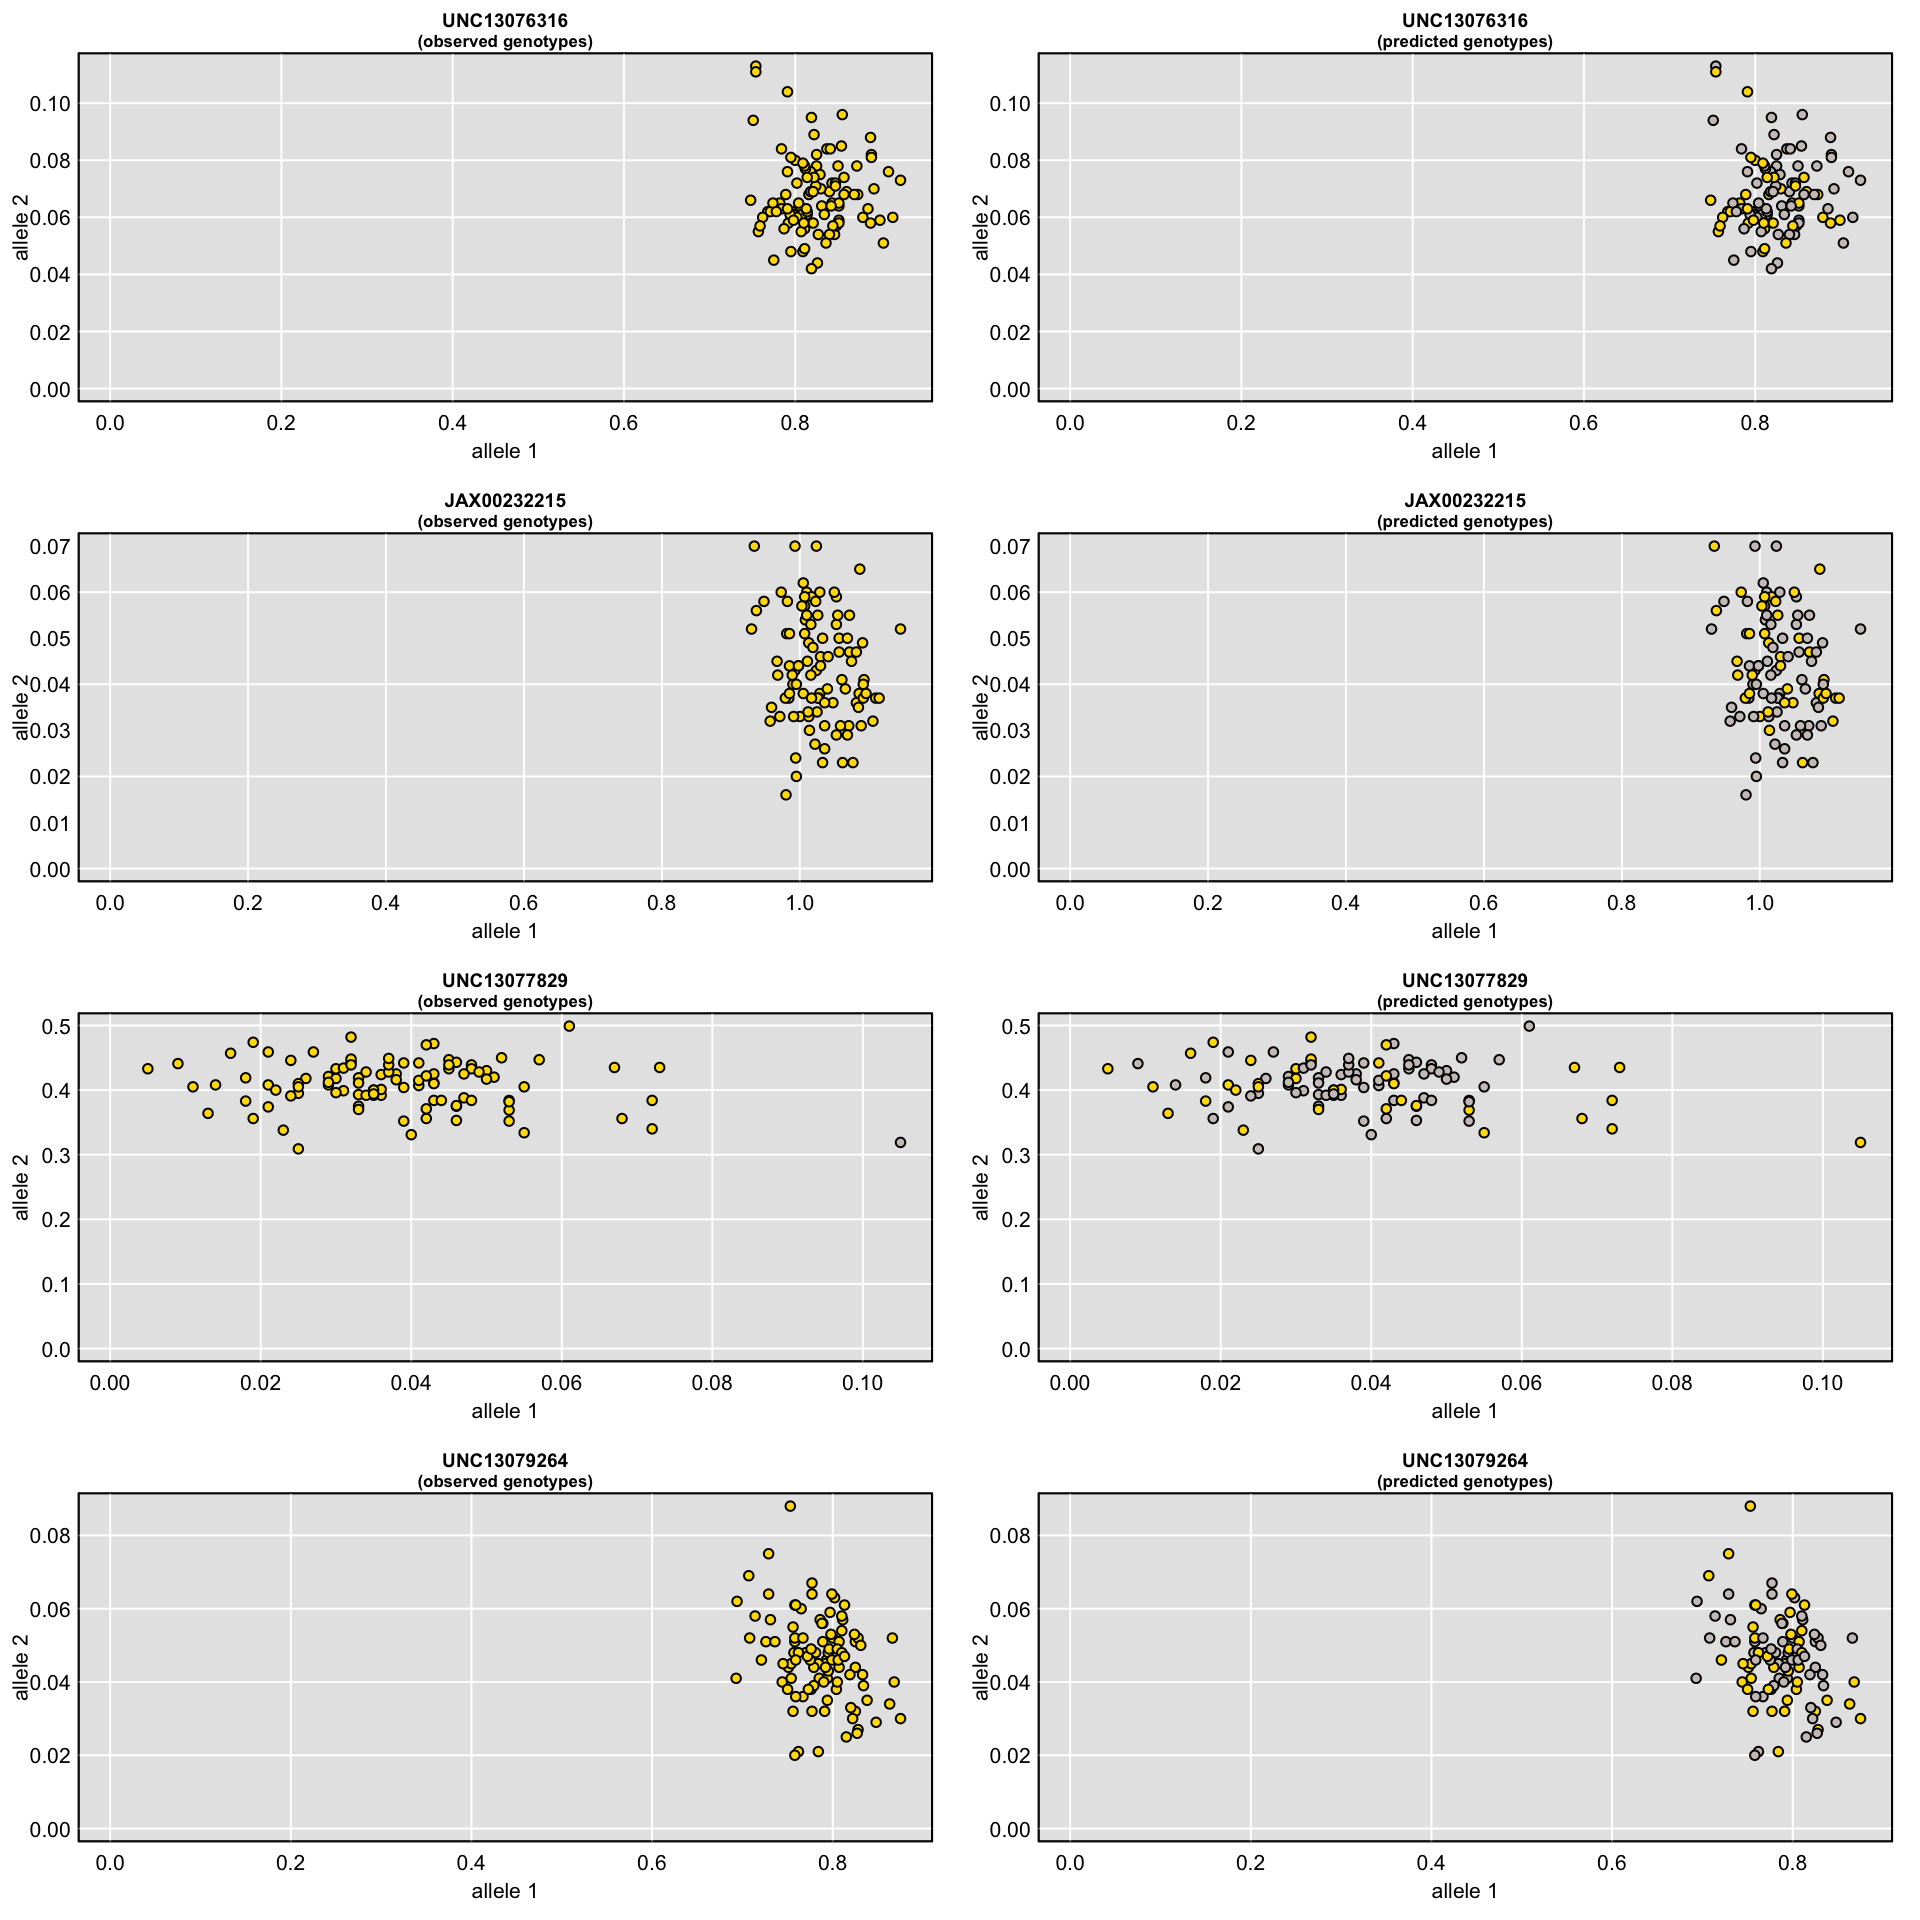 UNC13076316
(observed genotypes)
allele 2
0.10
0.08
0.06
0.04
0.02
0.00
0.0 0.2 0.4 0.6 0.8
allele 1
UNC13076316
(predicted genotypes)
allele 2
0.10
0.08
0.06
0.04
0.02
0.00
0.0 0.2 0.4 0.6 0.8
allele 1
JAX00232215
(observed genotypes)
allele 2
0.07
0.06
0.05
0.04
0.03
0.02
0.01
0.00
0.0 0.2 0.4 0.6 0.8 1.0
allele 1
JAX00232215
(predicted genotypes)
allele 2
0.07
0.06
0.05
0.04
0.03
0.02
0.01
0.00
0.0 0.2 0.4 0.6 0.8 1.0
allele 1
UNC13077829
(observed genotypes)
allele 2
0.5
0.4
0.3
0.2
0.1
0.0
0.00 0.02 0.04 0.06 0.08 0.10
allele 1
UNC13077829
(predicted genotypes)
allele 2
0.5
0.4
0.3
0.2
0.1
0.0
0.00 0.02 0.04 0.06 0.08 0.10
allele 1
UNC13079264
(observed genotypes)
allele 2
0.08
0.06
0.04
0.02
0.00
0.0 0.2 0.4 0.6 0.8
allele 1
UNC13079264
(predicted genotypes)
allele 2
0.08
0.06
0.04
0.02
0.00
0.0 0.2 0.4 0.6 0.8
allele 1